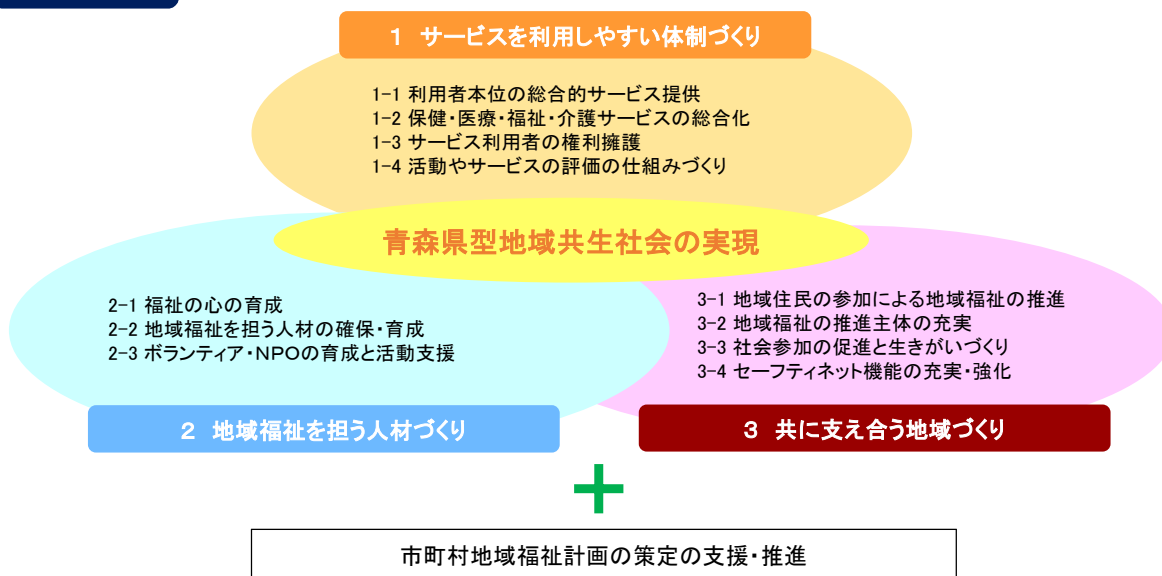 1 サービスを利用しやすい体制づくり
1-1 利用者本位の総合的サービス提供
1-2 保健・医療・福祉・介護サービスの総合化
1-3 サービス利用者の権利擁護
1-4 活動やサービスの評価の仕組みづくり
青森県型地域共生社会の実現
2-1 福祉の心の育成
2-2 地域福祉を担う人材の確保・育成
2-3 ボランティア・NPOの育成と活動支援
3-1 地域住民の参加による地域福祉の推進
3-2 地域福祉の推進主体の充実
3-3 社会参加の促進と生きがいづくり
3-4 セーフティネット機能の充実・強化
2 地域福祉を担う人材づくり
3 共に支え合う地域づくり
+
市町村地域福祉計画の策定の支援・推進